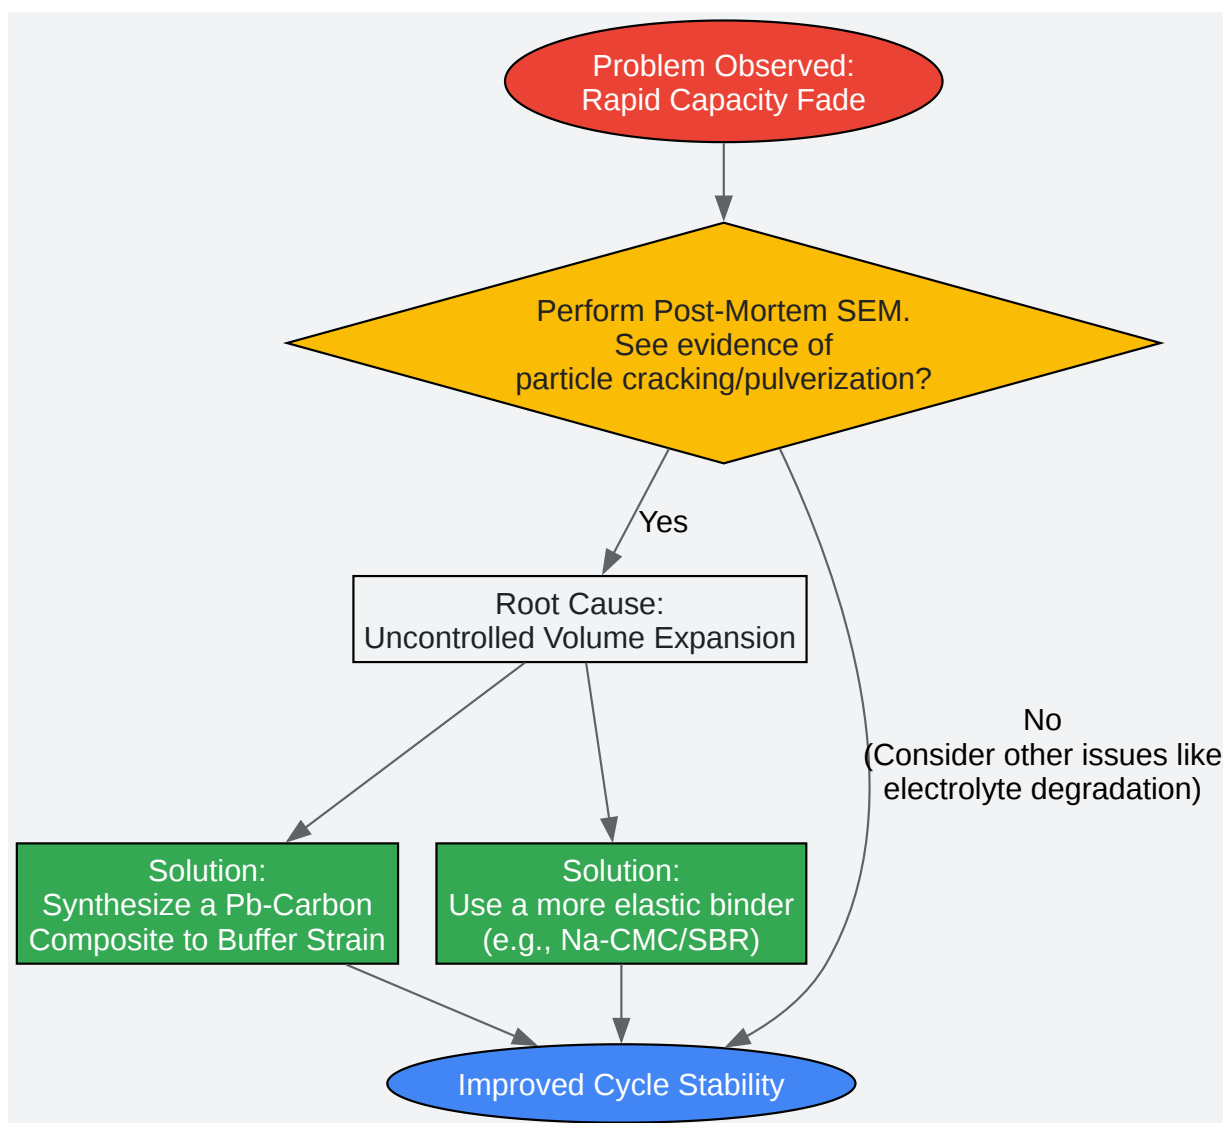 Problem Observed:
Rapid Capacity Fade
Perform Post-Mortem SEM.
See evidence of
particle cracking/pulverization?
Yes
Root Cause:
Uncontrolled Volume Expansion
No
(Consider other issues like
electrolyte degradation)
Solution:
Synthesize a Pb-Carbon
Composite to Buffer Strain
Solution:
Use a more elastic binder
(e.g., Na-CMC/SBR)
Improved Cycle Stability